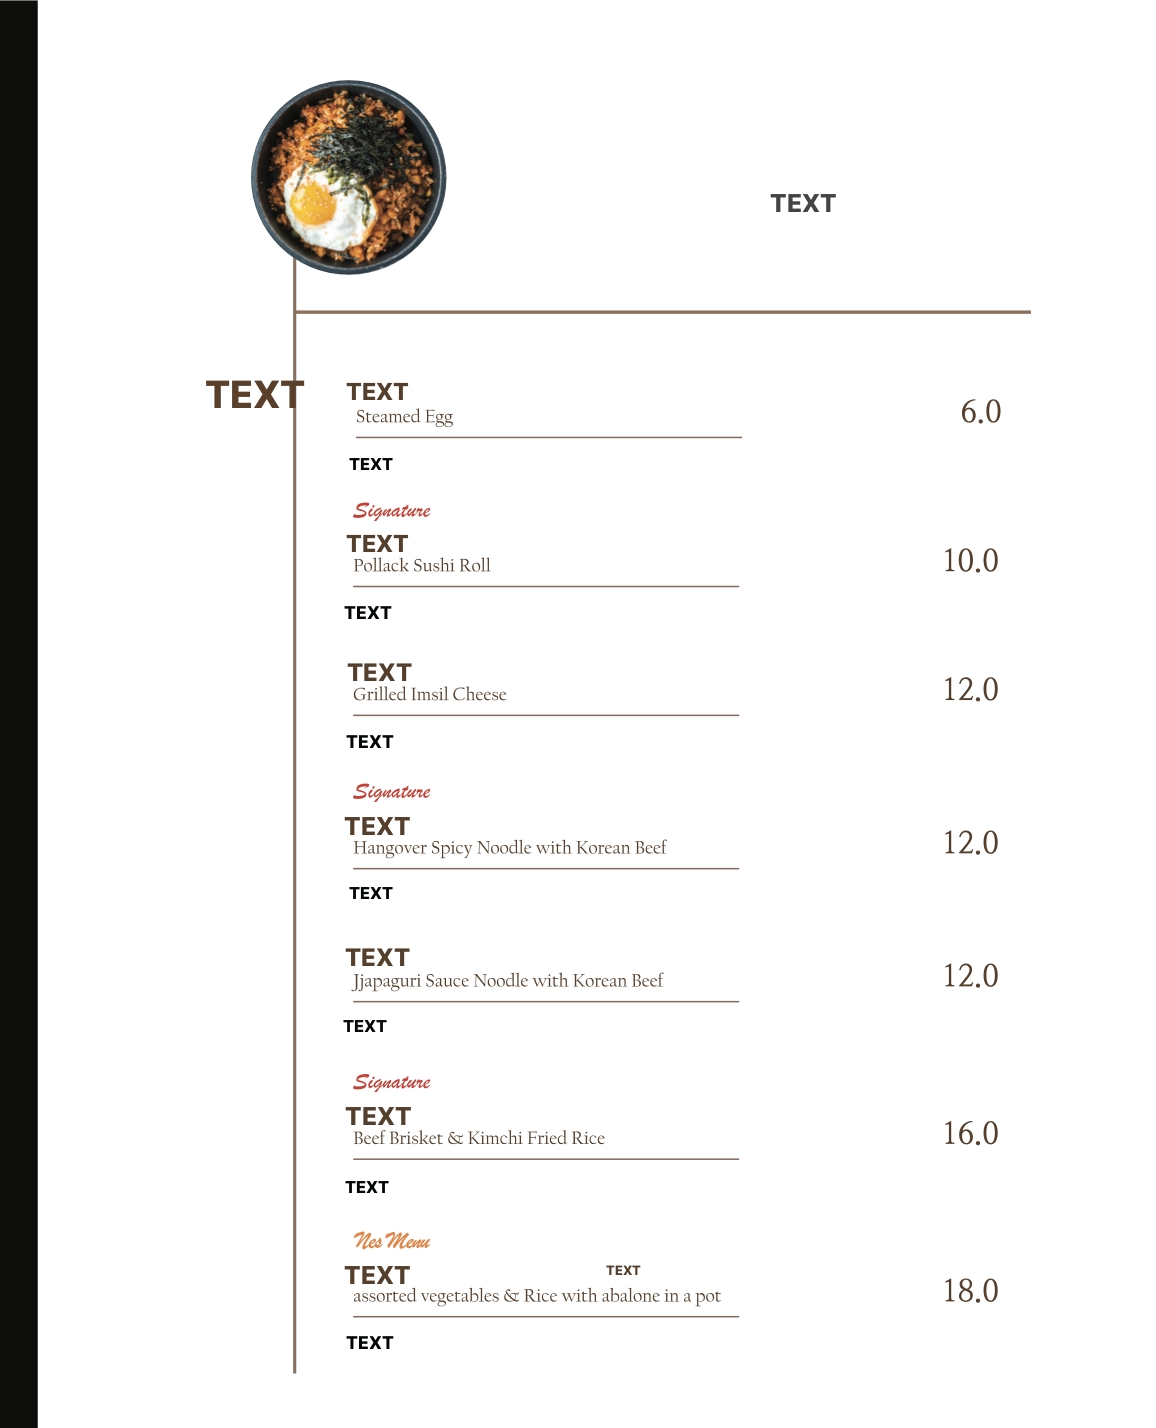 TEXT
TEXT
TEXT
Steamed Egg
6.0
TEXT
Signature
TEXT
Pollack Sushi Roll
10.0
TEXT
TEXT
Grilled Imsil Cheese
12.0
TEXT
Signature
TEXT
Hangover Spicy Noodle with Korean Beef
12.0
TEXT
TEXT
Jjapaguri Sauce Noodle with Korean Beef
12.0
TEXT
Signature
TEXT
Beef Brisket & Kimchi Fried Rice
16.0
TEXT
Nes Menu
TEXT
TEXT
assorted vegetables & Rice with abalone in a pot
18.0
TEXT